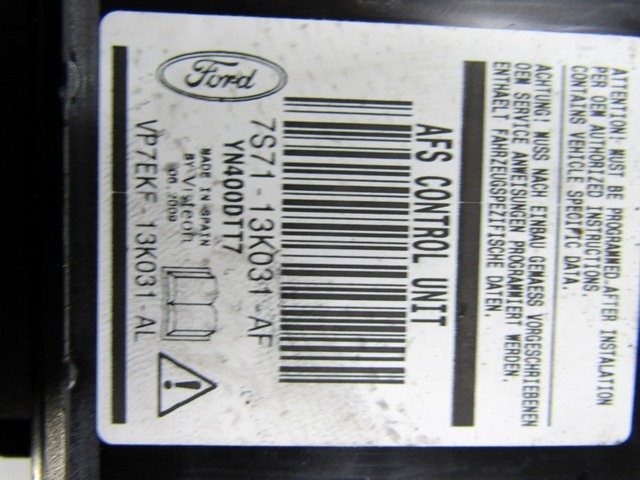 ATTENTION: MUST BE PROGRAMMED AFTER INSTALATION
PER OEM AUTHORIZED INSTRUCTIONS.
CONTAINS VEHICLE SPECIFIC DATA.
ACHTUNG! MUSS NACH EINBAU GEMAESS VORGESCHRIEBENEN
OEM SERVICE ANWEISUNGEN PROGRAMMIERT WERDEN.
ENTHAELT FAHRZEUGSPEZIFISCHE DATEN.
AFS CONTROL UNIT
Ford
7S71-13K031-AF
YN400DTT7
MADE IN SPAIN
BY Visteon
06.2009
VP7EKF-13K031-AL